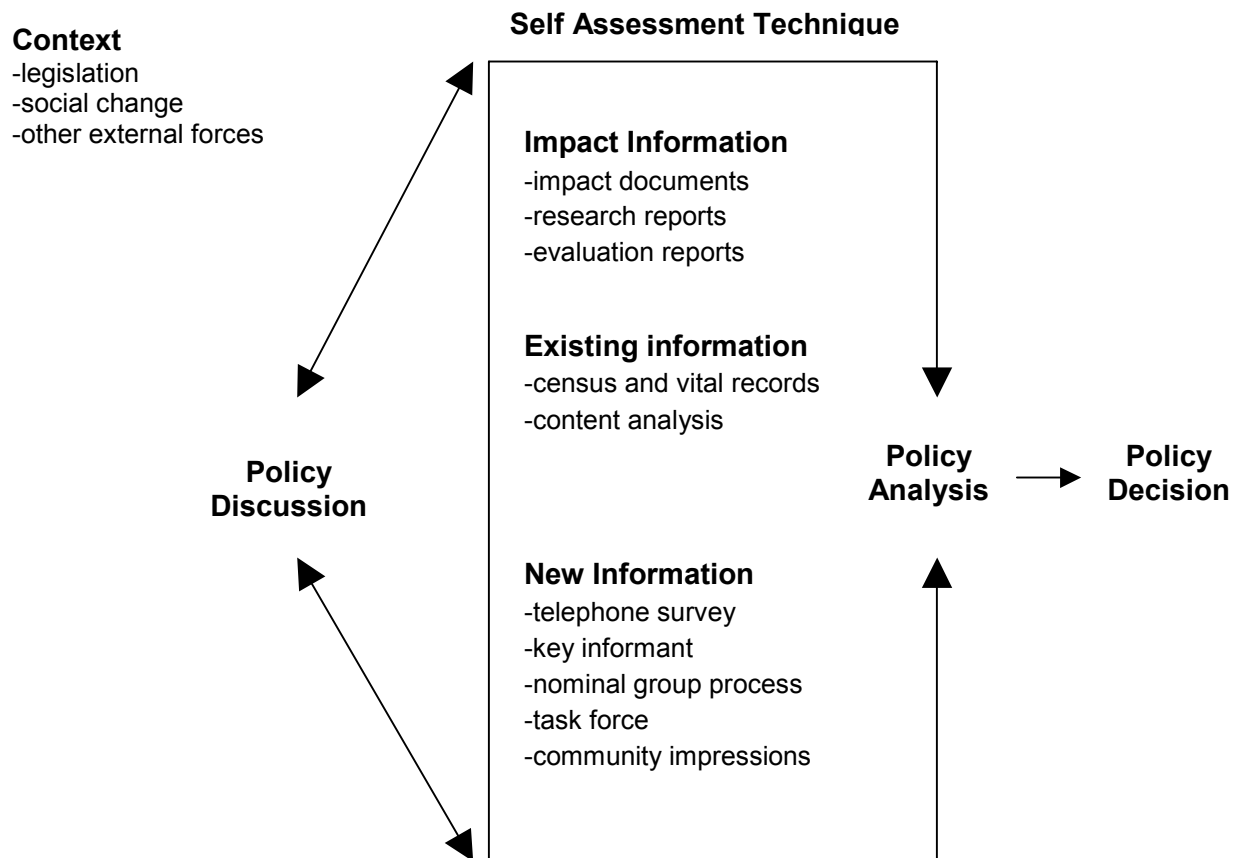 Self Assessment Technique
Context
-legislation
-social change
-other external forces
Impact Information
-impact documents
-research reports
-evaluation reports
Existing information
-census and vital records
-content analysis
Policy
Discussion
Policy
Analysis
Policy
Decision
New Information
-telephone survey
-key informant
-nominal group process
-task force
-community impressions